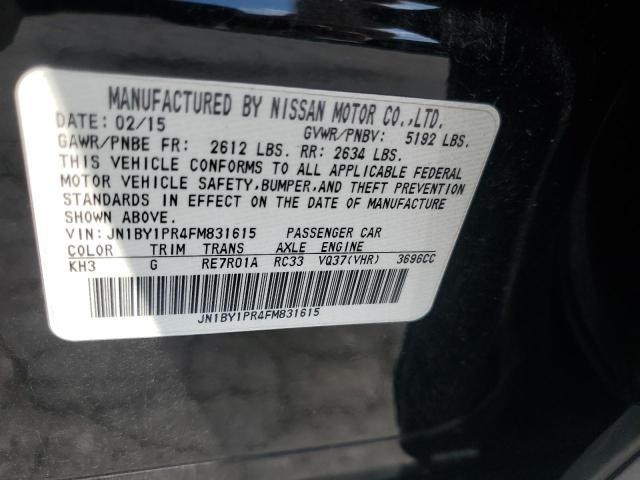 MANUFACTURED BY NISSAN MOTOR CO.,LTD.
DATE: 02/15 GVWR/PNBV: 5192 LBS.
GAWR/PNBE FR: 2612 LBS. RR: 2634 LBS.
THIS VEHICLE CONFORMS TO ALL APPLICABLE FEDERAL
MOTOR VEHICLE SAFETY,BUMPER,AND THEFT PREVENTION
STANDARDS IN EFFECT ON THE DATE OF MANUFACTURE
SHOWN ABOVE.
VIN: JN1BY1PR4FM831615 PASSENGER CAR
COLOR TRIM TRANS AXLE ENGINE
KH3 G RE7R01A RC33 VQ37(VHR) 3696CC
JN1BY1PR4FM831615